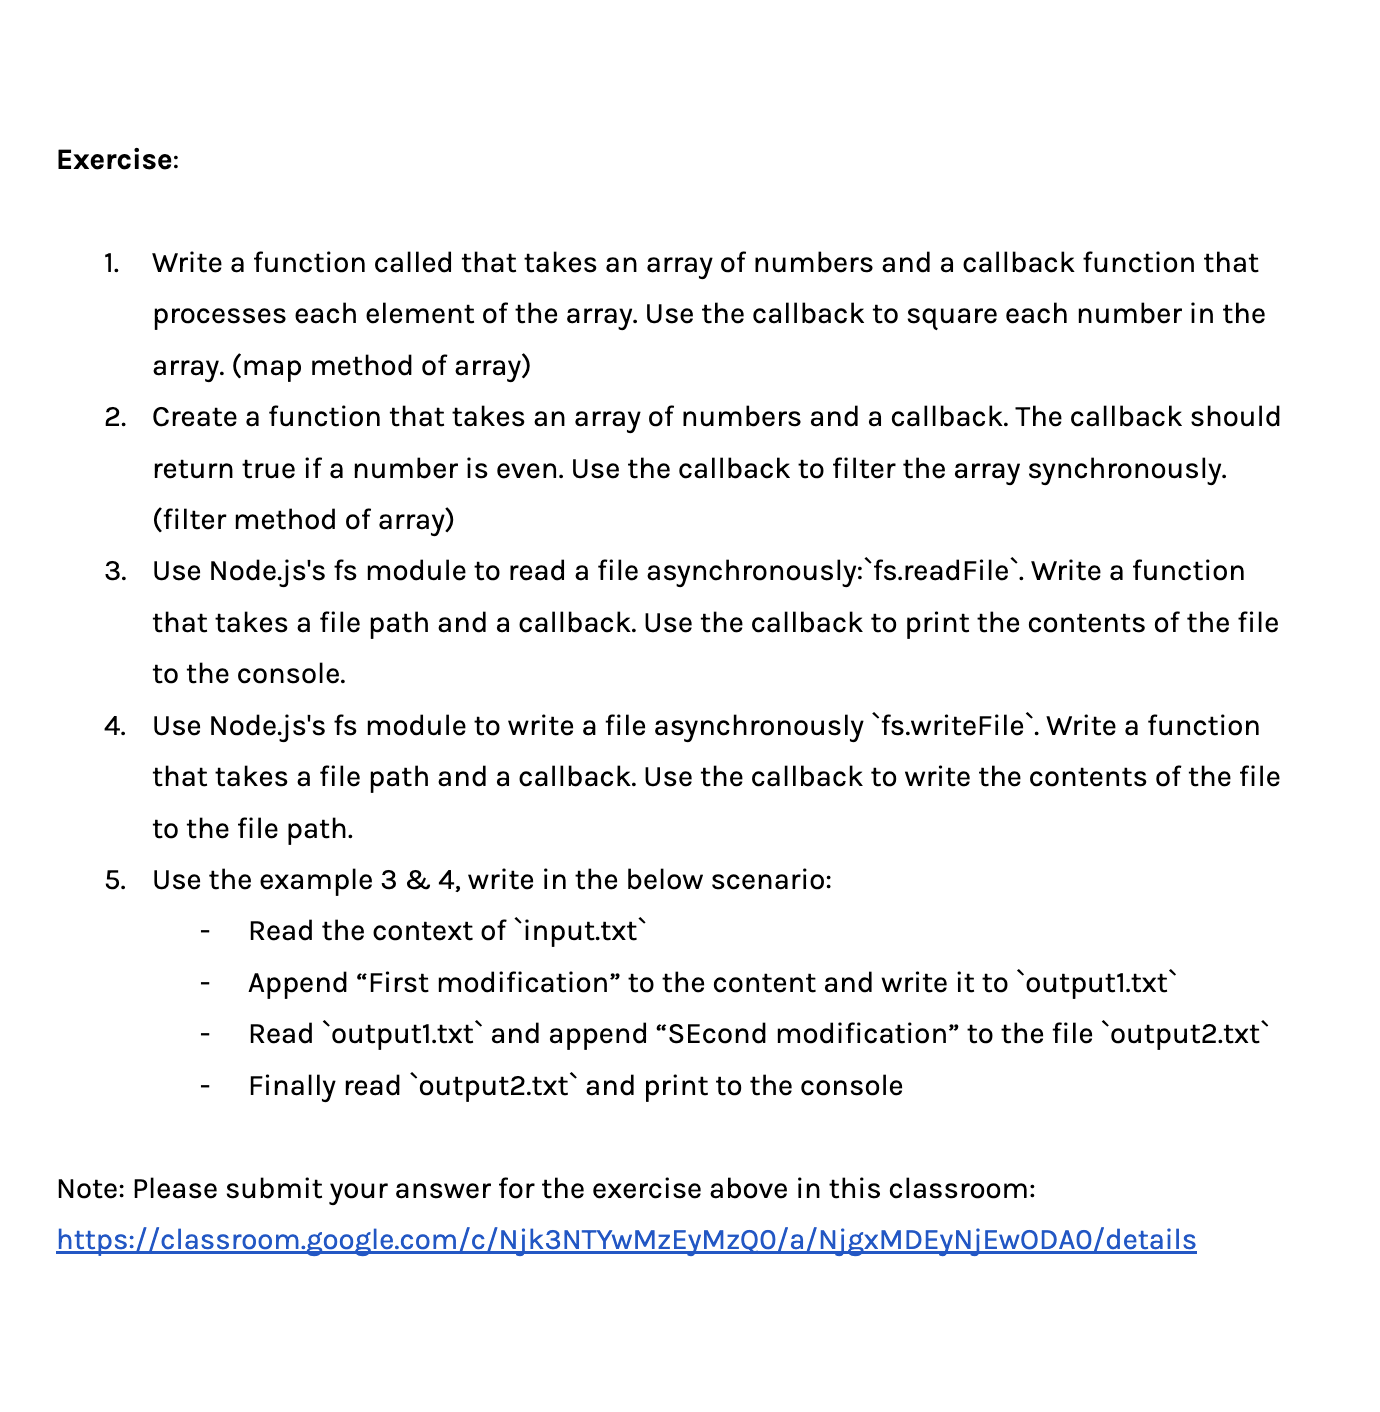 Exercise:
1. Write a function called that takes an array of numbers and a callback function that
processes each element of the array. Use the callback to square each number in the
array. (map method of array)
2. Create a function that takes an array of numbers and a callback. The callback should
return true if a number is even. Use the callback to filter the array synchronously.
(filter method of array)
3. Use Node.js's fs module to read a file asynchronously:`fs.readFile`. Write a function
that takes a file path and a callback. Use the callback to print the contents of the file
to the console.
4. Use Node.js's fs module to write a file asynchronously `fs.writeFile`. Write a function
that takes a file path and a callback. Use the callback to write the contents of the file
to the file path.
5. Use the example 3 & 4, write in the below scenario:
- Read the context of `input.txt`
- Append “First modification” to the content and write it to `output1.txt`
- Read `output1.txt` and append “SEcond modification” to the file `output2.txt`
- Finally read `output2.txt` and print to the console
Note: Please submit your answer for the exercise above in this classroom:
https://classroom.google.com/c/Njk3NTYwMzEyMzQ0/a/NjgxMDEyNjEwODA0/details